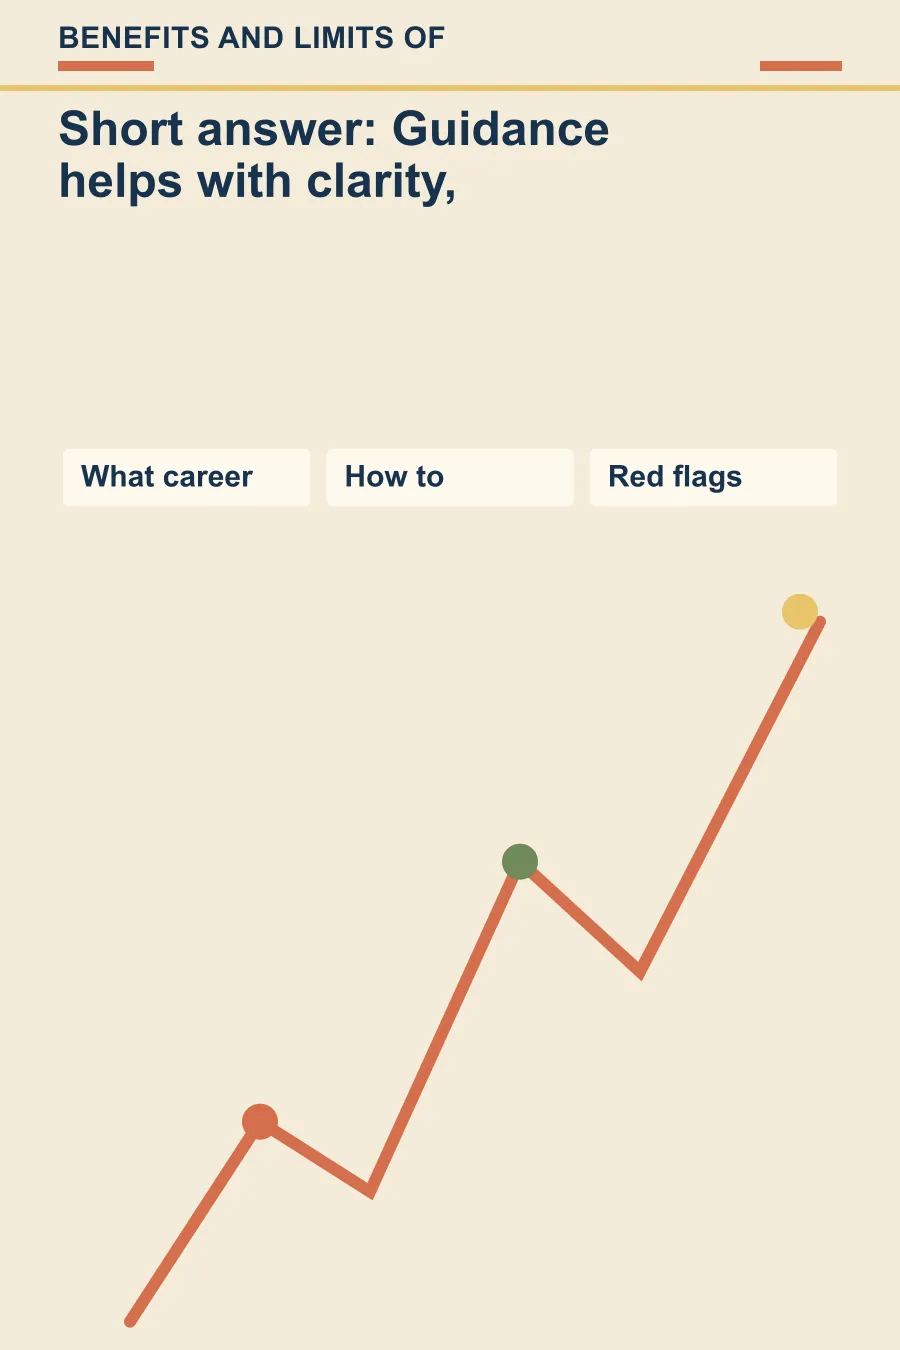 BENEFITS AND LIMITS OF
Short answer: Guidance
helps with clarity,
What career
How to
Red flags